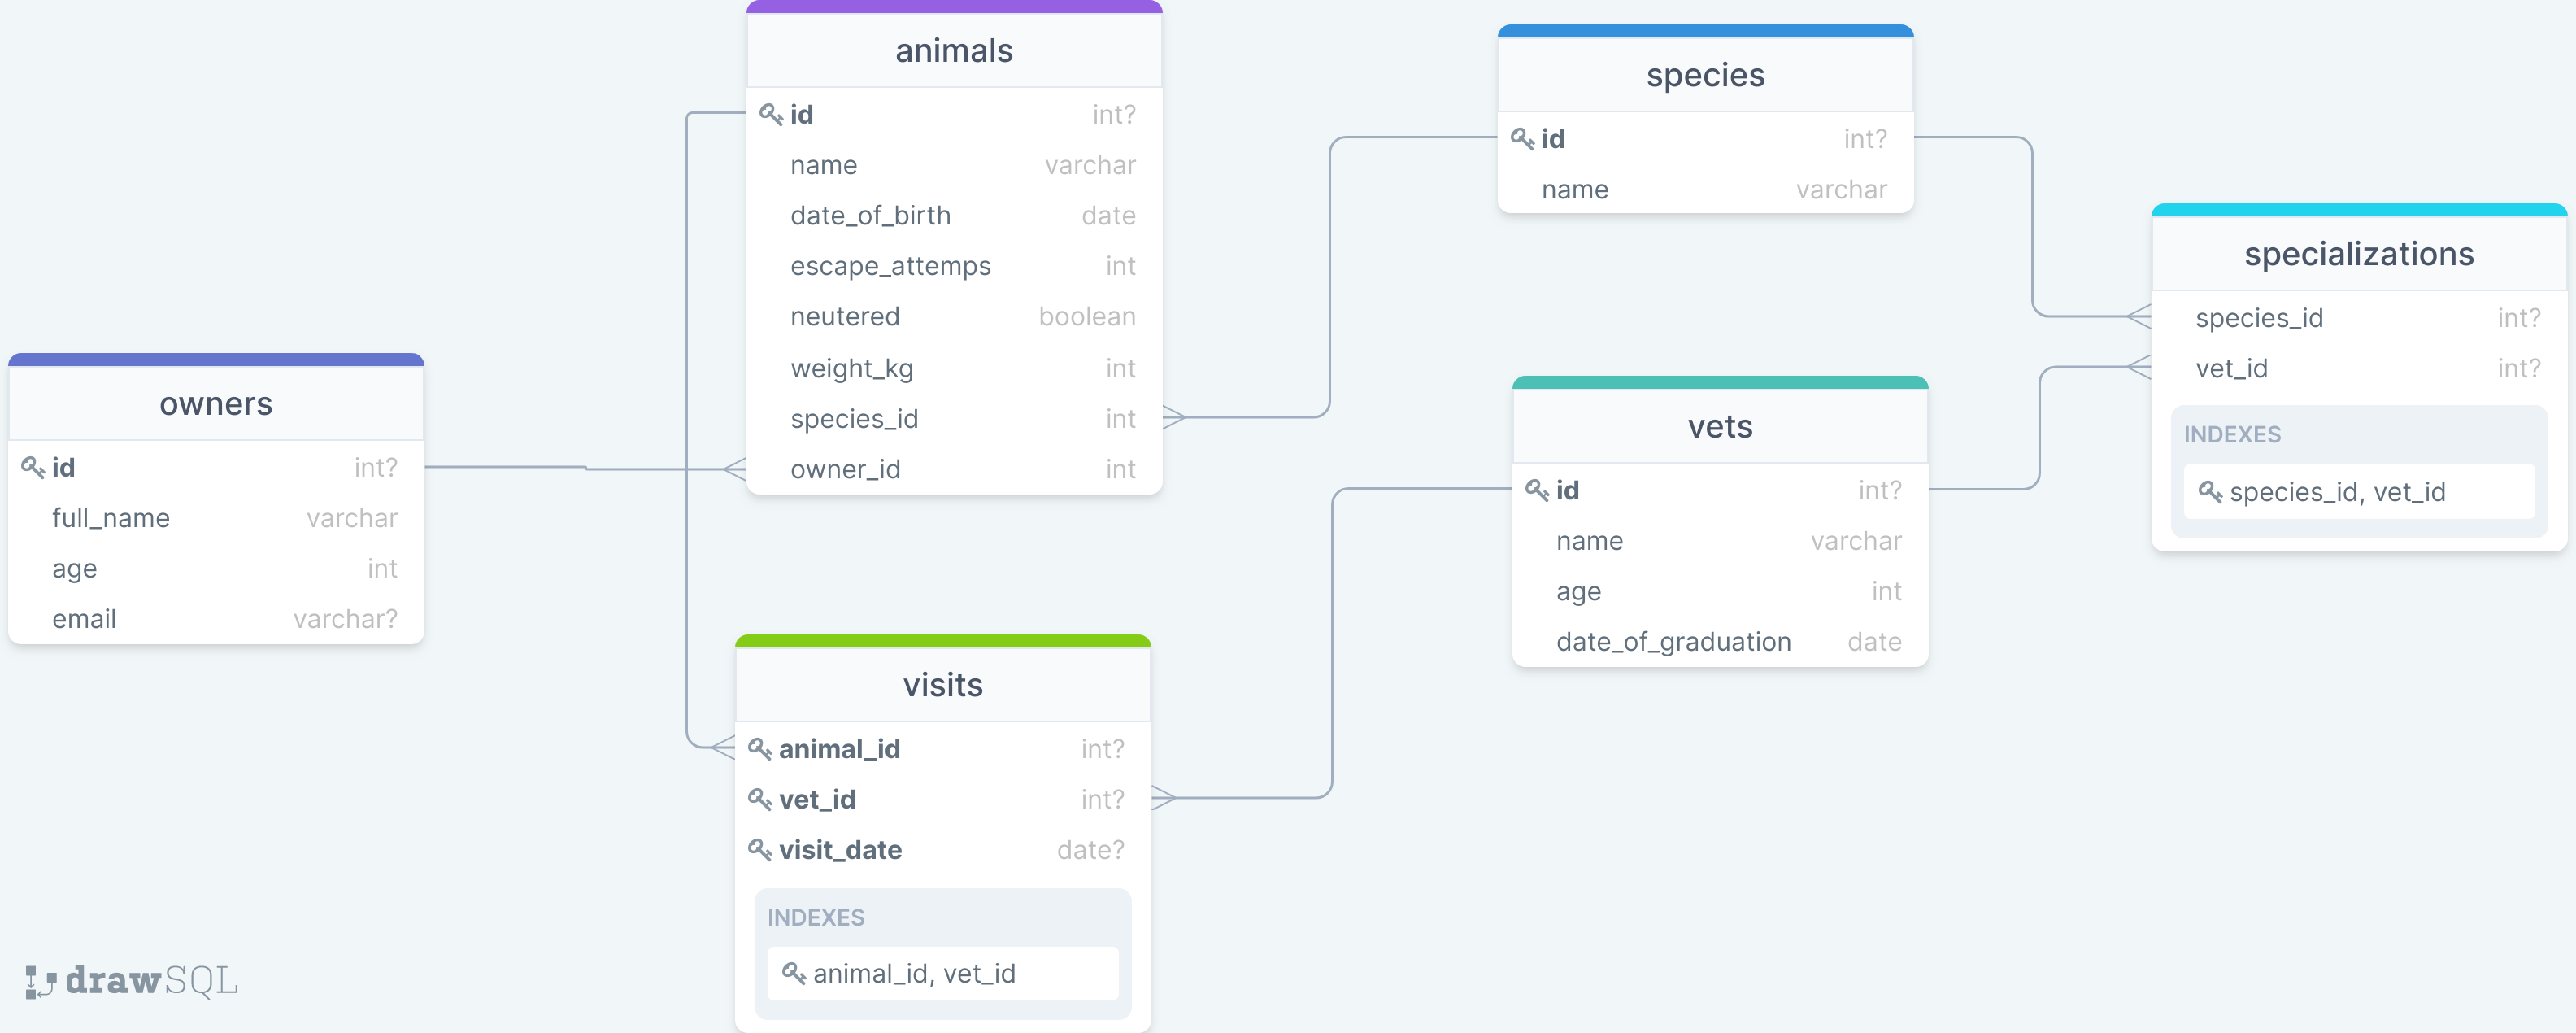 animals
id int?
name varchar
date_of_birth date
escape_attemps int
neutered boolean
weight_kg int
species_id int
owner_id int
species
id int?
name varchar
specializations
species_id int?
vet_id int?
INDEXES
species_id, vet_id
owners
id int?
full_name varchar
age int
email varchar?
vets
id int?
name varchar
age int
date_of_graduation date
visits
animal_id int?
vet_id int?
visit_date date?
INDEXES
animal_id, vet_id
drawSQL